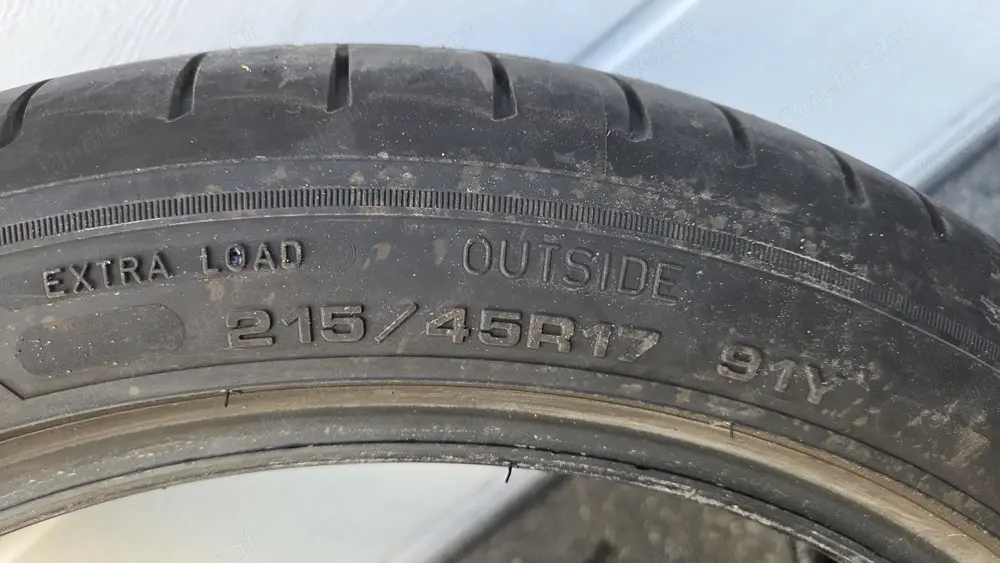 EXTRA LOAD
OUTSIDE
215/45R17 91Y